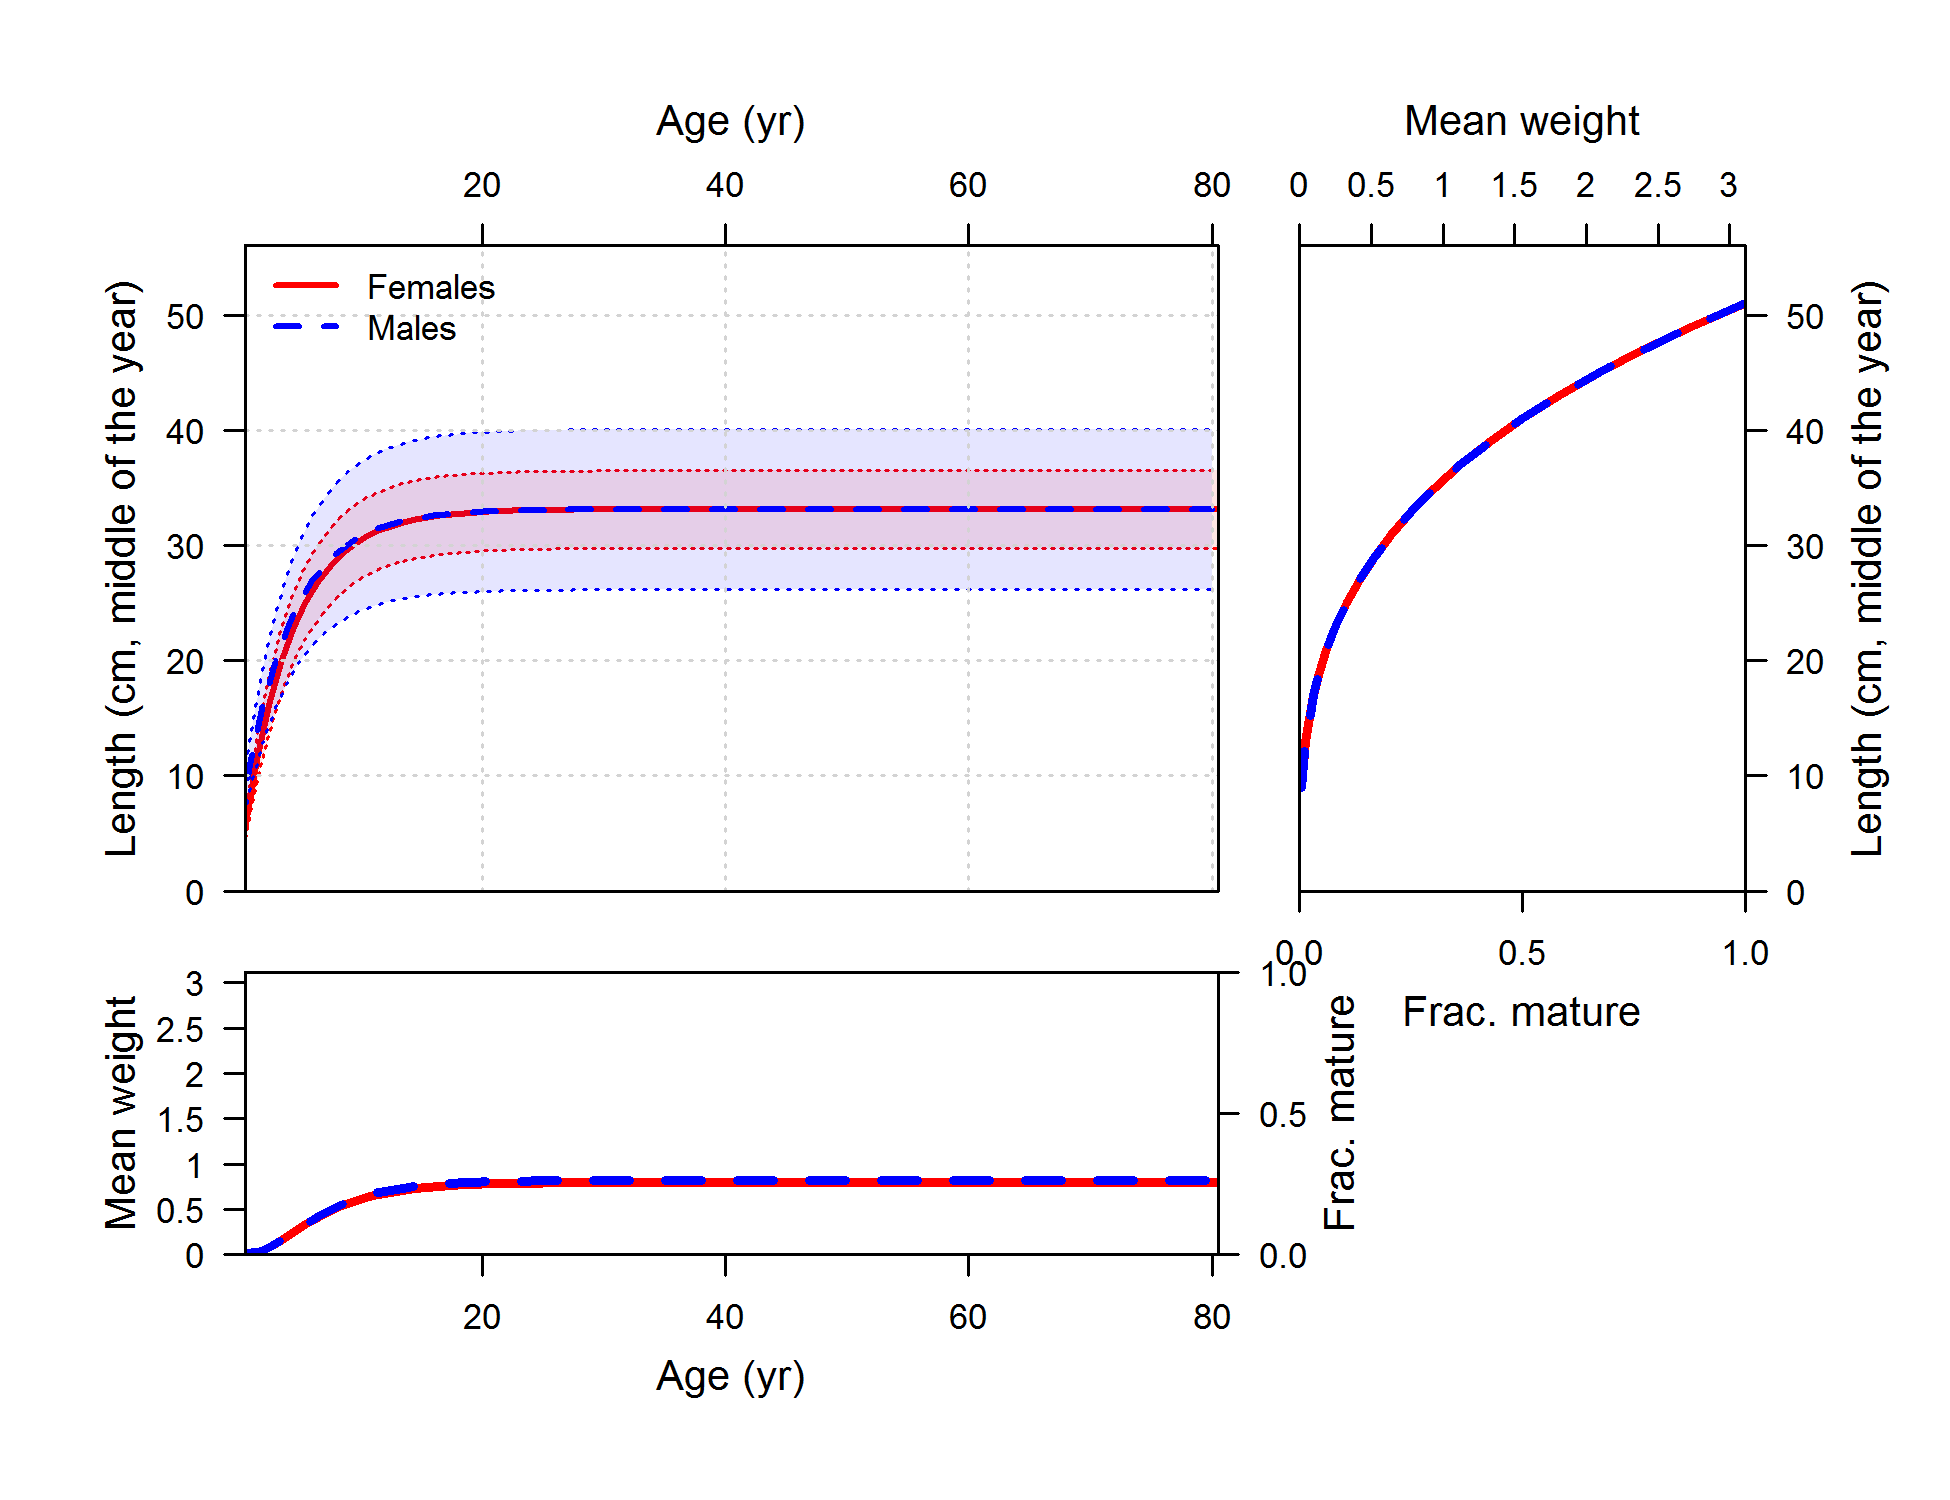 Age (yr)
20 40 60 80
Mean weight
0 0.5 1 1.5 2 2.5 3
Length (cm, middle of the year)
50
40
30
20
10
0
Females
Males
50
40
30
20
10
0
Length (cm, middle of the year)
0.0 0.5 1.0
Frac. mature
Mean weight
3
2.5
2
1.5
1
0.5
0
1.0
0.5
0.0
Frac. mature
20 40 60 80
Age (yr)